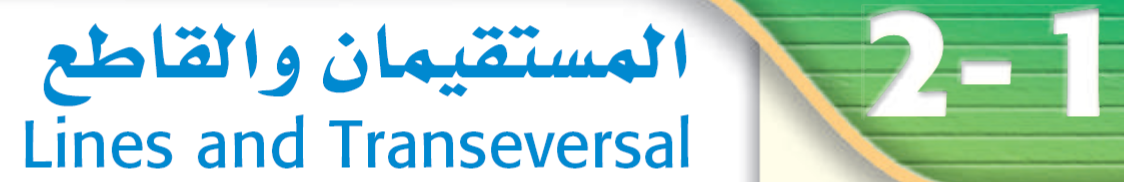 2-1
المستقيمان والقاطع
Lines and Transeversal